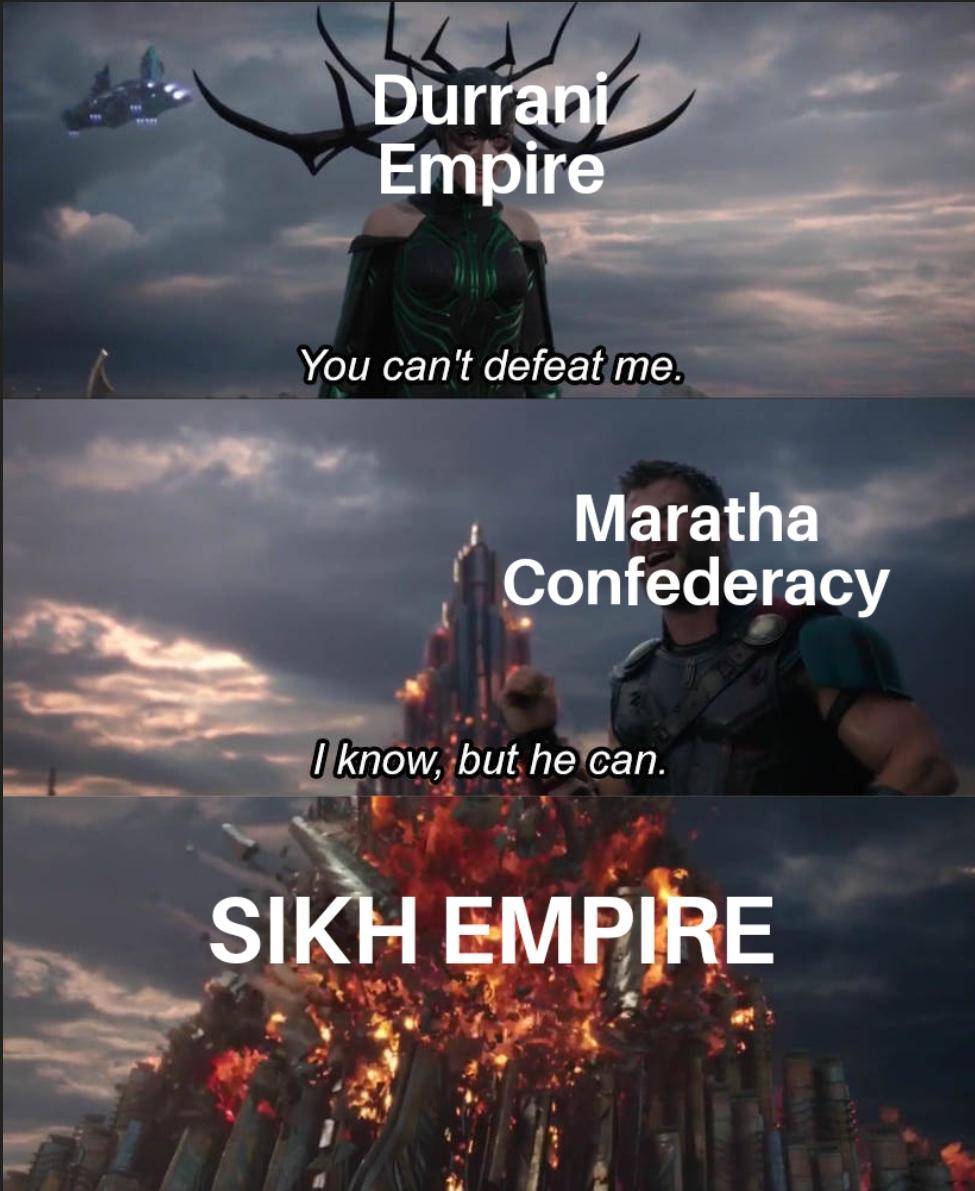 Durrani
Empire
You can't defeat me.
Maratha
Confederacy
I know, but he can.
SIKH EMPIRE